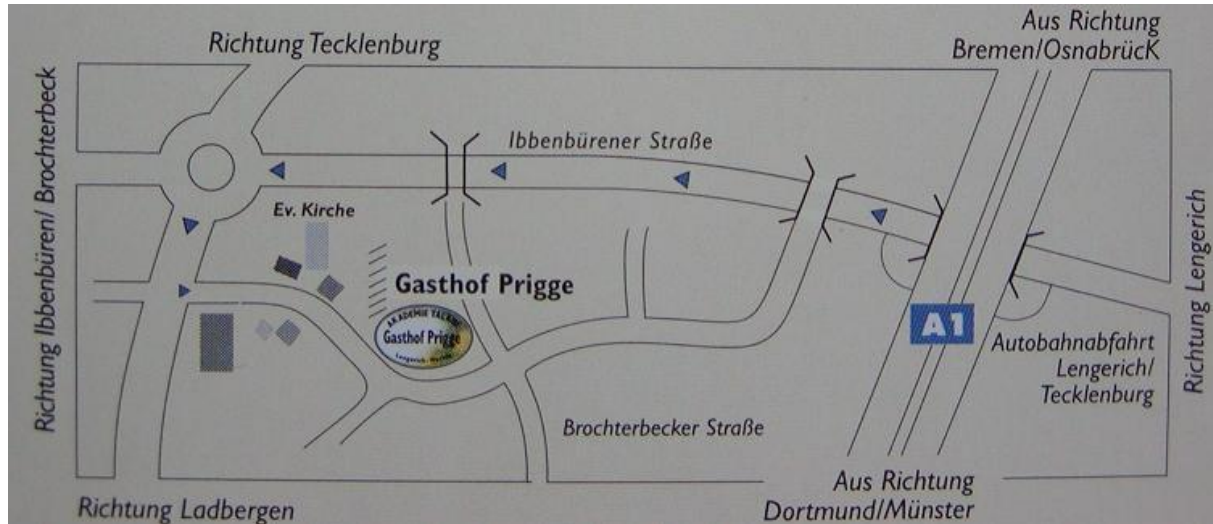 Aus Richtung
Bremen/OsnabrücK
Richtung Tecklenburg
Richtung Ibbenbüren/ Brochterbeck
Ibbenbürener Straße
Ev. Kirche
Richtung Lengerich
Gasthof Prigge
AKADEMIE
Gasthof Prigge
A1
Autobahnabfahrt
Lengerich/
Tecklenburg
Brochterbecker Straße
Aus Richtung
Dortmund/Münster
Richtung Ladbergen